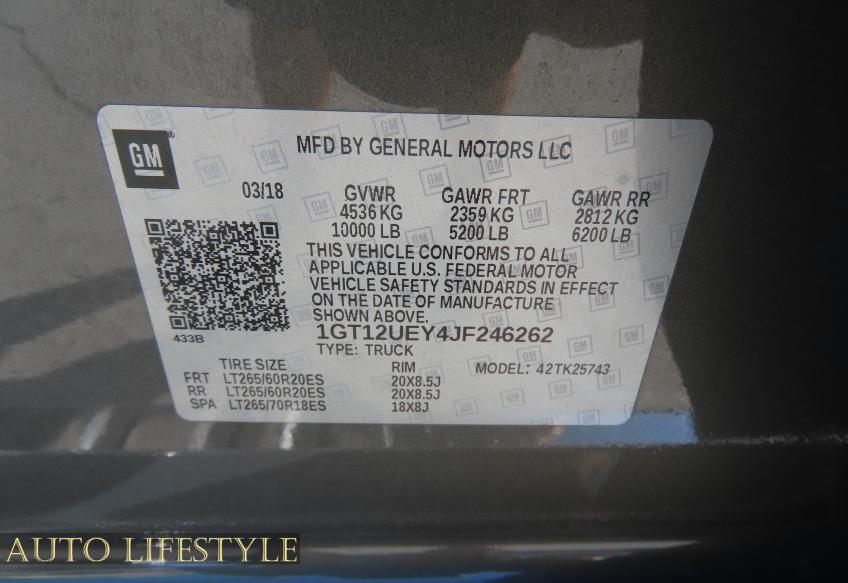 GM ®
MFD BY GENERAL MOTORS LLC
03/18 GVWR GAWR FRT GAWR RR
4536 KG 2359 KG 2812 KG
10000 LB 5200 LB 6200 LB
THIS VEHICLE CONFORMS TO ALL
APPLICABLE U.S. FEDERAL MOTOR
VEHICLE SAFETY STANDARDS IN EFFECT
ON THE DATE OF MANUFACTURE
SHOWN ABOVE.
433B
1GT12UEY4JF246262
TYPE: TRUCK
TIRE SIZE RIM MODEL: 42TK25743
FRT LT265/60R20ES 20X8.5J
RR LT265/60R20ES 20X8.5J
SPA LT265/70R18ES 18X8J
AUTO LIFESTYLE